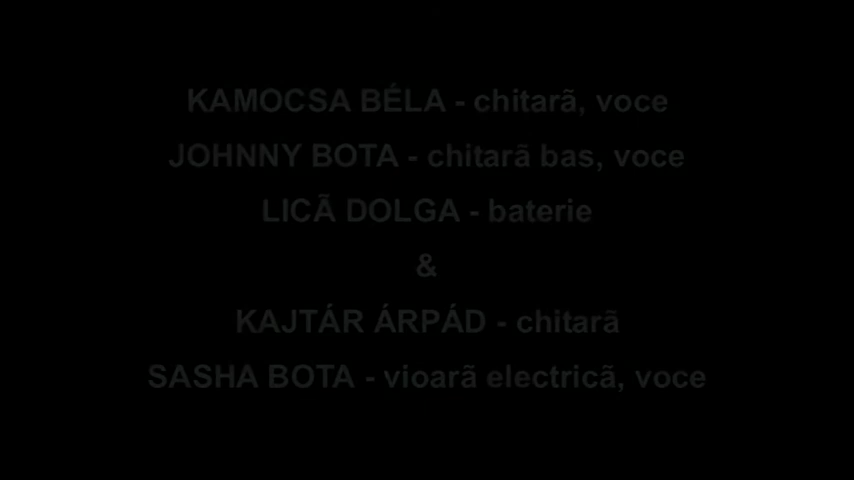 KAMOCSA BÉLA - chitarã, voce
JOHNNY BOTA - chitarã bas, voce
LICÃ DOLGA - baterie
&
KAJTÁR ÁRPÁD - chitarã
SASHA BOTA - vioarã electricã, voce